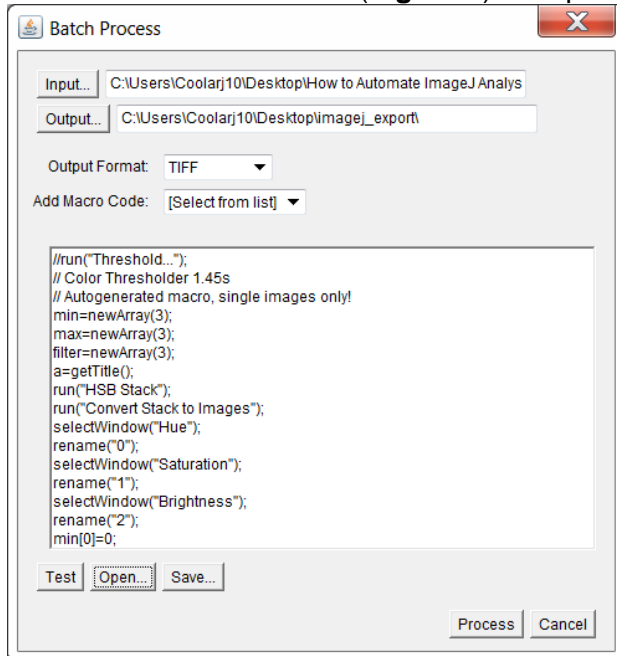 Batch Process
Input... C:\Users\Coolarj10\Desktop\How to Automate ImageJ Analys
Output... C:\Users\Coolarj10\Desktop\imagej_export\
Output Format: TIFF
Add Macro Code: [Select from list]
//run("Threshold...");
// Color Thresholder 1.45s
// Autogenerated macro, single images only!
min=newArray(3);
max=newArray(3);
filter=newArray(3);
a=getTitle();
run("HSB Stack");
run("Convert Stack to Images");
selectWindow("Hue");
rename("0");
selectWindow("Saturation");
rename("1");
selectWindow("Brightness");
rename("2");
min[0]=0;
Test Open... Save...
Process Cancel